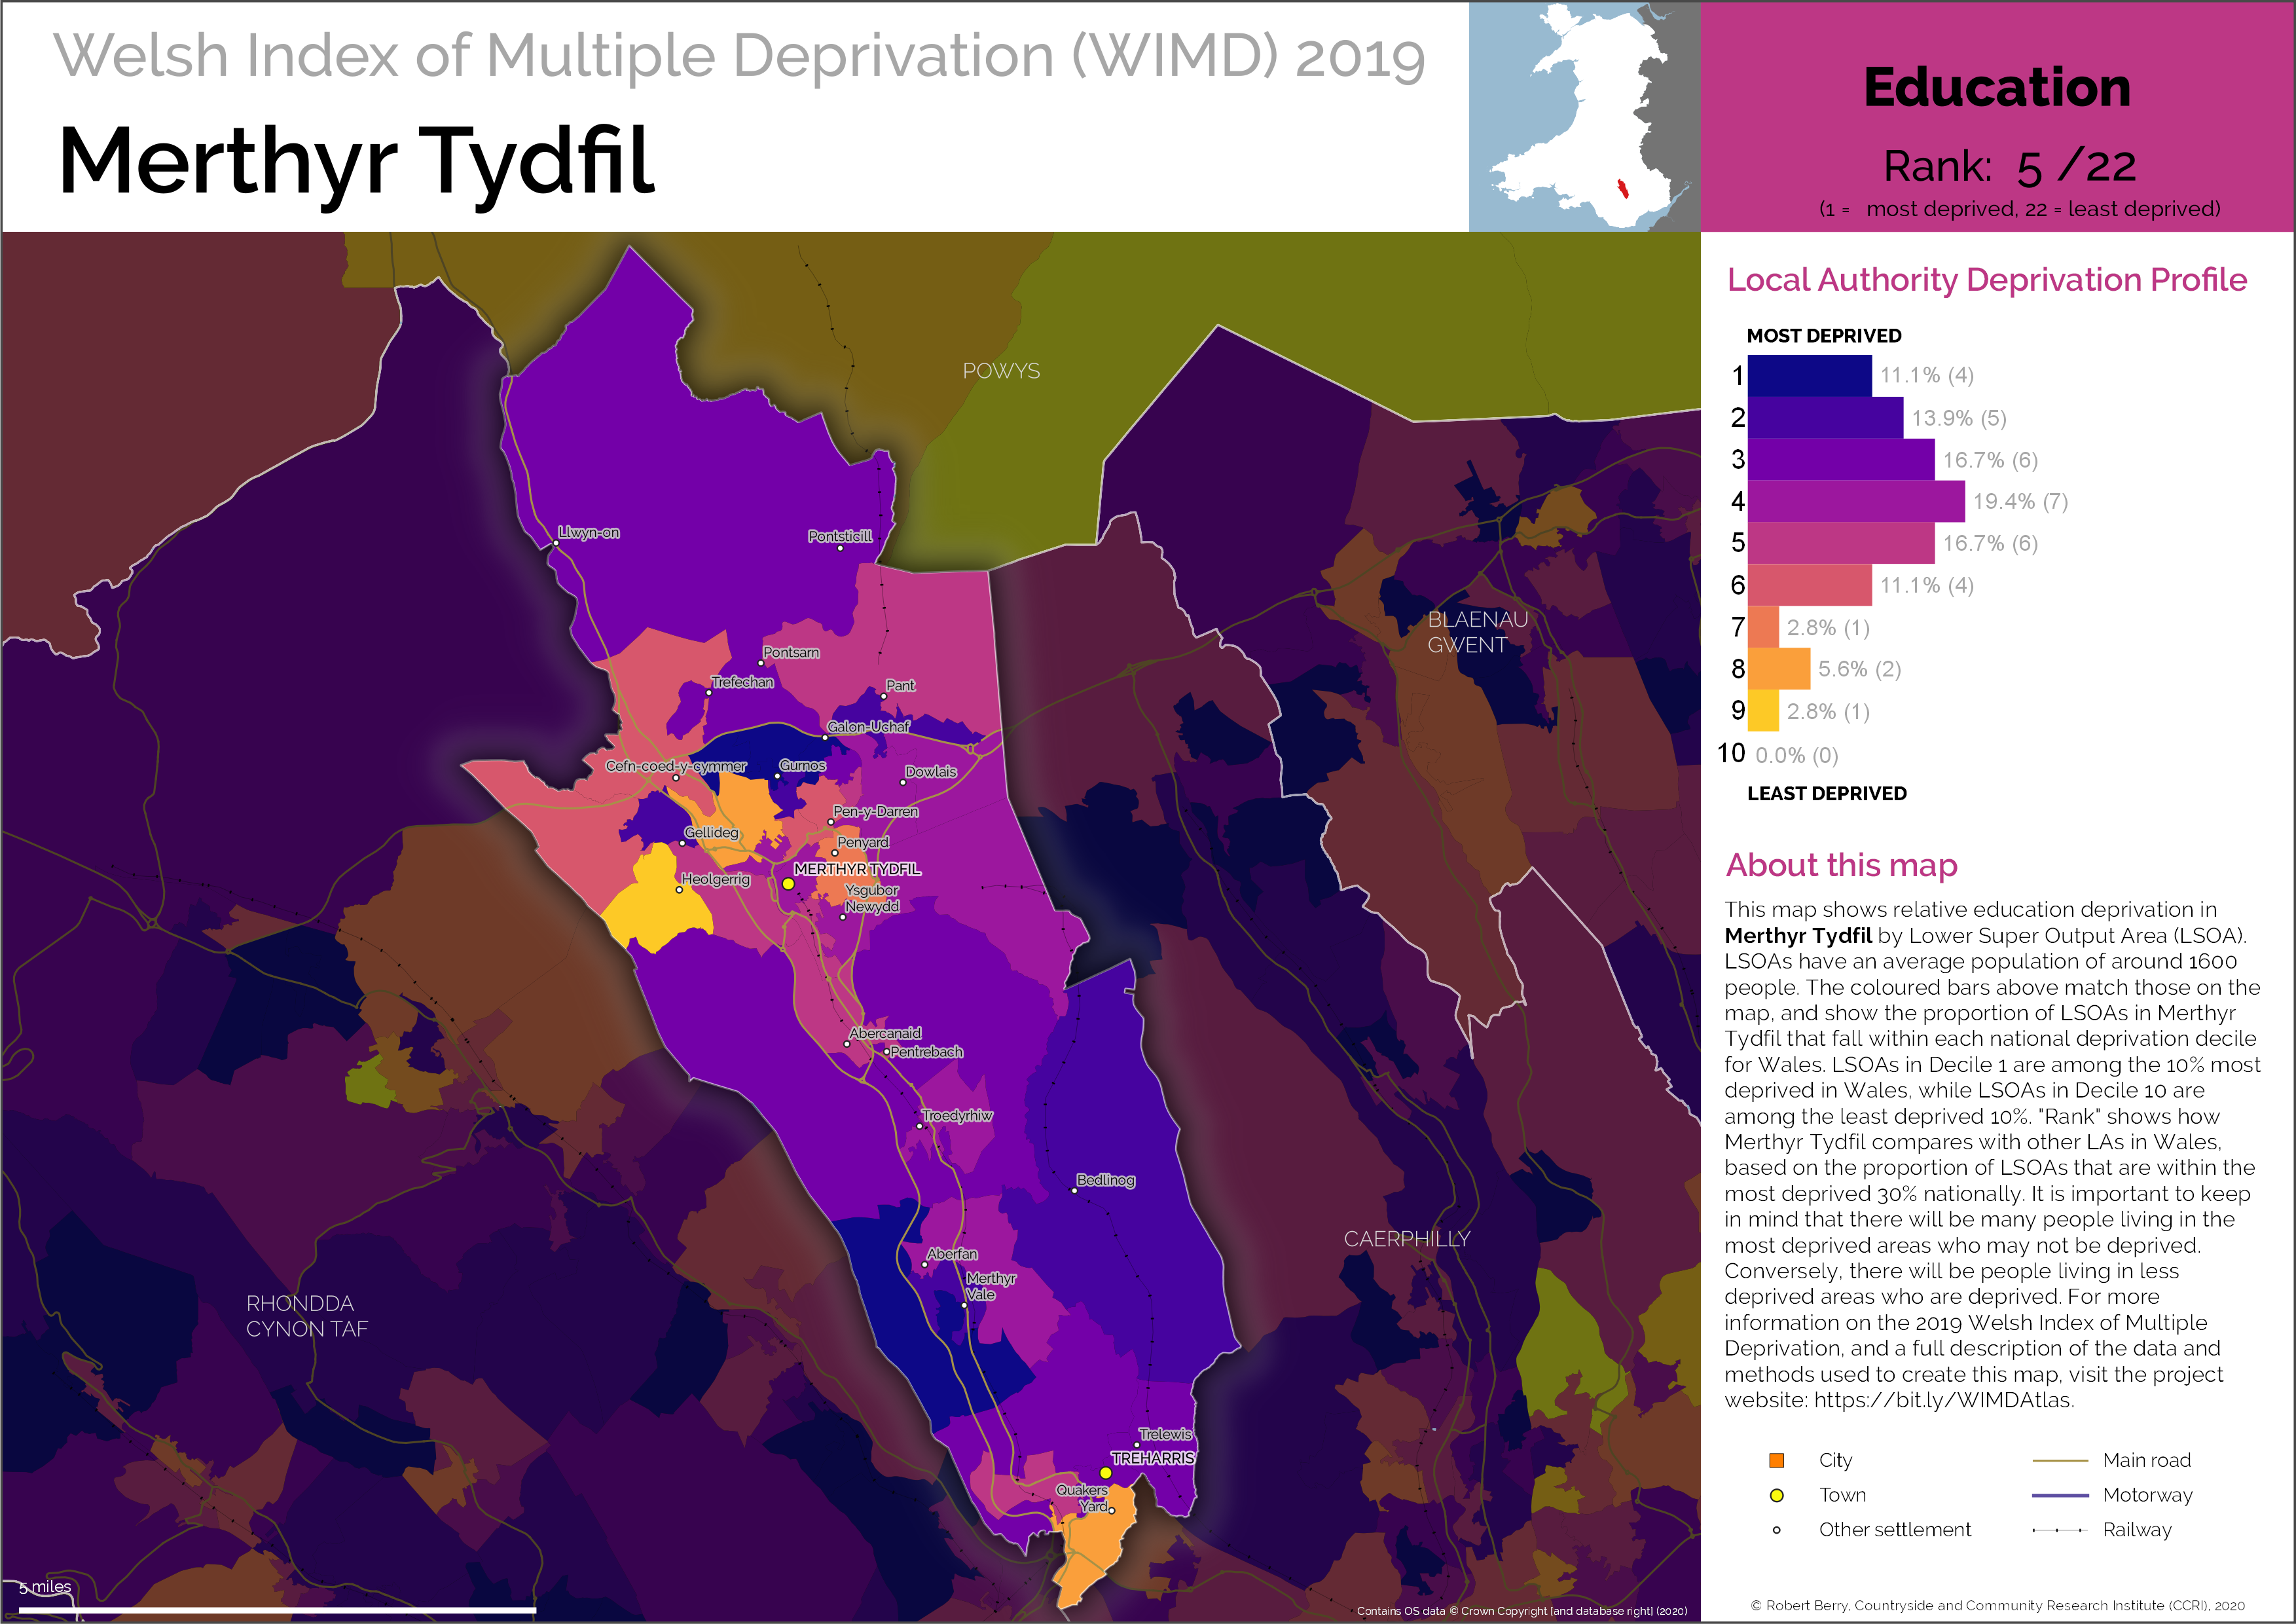 Welsh Index of Multiple Deprivation (WIMD) 2019
Merthyr Tydfil
Education
Rank: 5 /22
(1 = most deprived, 22 = least deprived)
Local Authority Deprivation Profile
MOST DEPRIVED
1 11.1% (4)
2 13.9% (5)
3 16.7% (6)
4 19.4% (7)
5 16.7% (6)
6 11.1% (4)
7 2.8% (1)
8 5.6% (2)
9 2.8% (1)
10 0.0% (0)
LEAST DEPRIVED
About this map
This map shows relative education deprivation in
Merthyr Tydfil by Lower Super Output Area (LSOA).
LSOAs have an average population of around 1600
people. The coloured bars above match those on the
map, and show the proportion of LSOAs in Merthyr
Tydfil that fall within each national deprivation decile
for Wales. LSOAs in Decile 1 are among the 10% most
deprived in Wales, while LSOAs in Decile 10 are
among the least deprived 10%. "Rank" shows how
Merthyr Tydfil compares with other LAs in Wales,
based on the proportion of LSOAs that are within the
most deprived 30% nationally. It is important to keep
in mind that there will be many people living in the
most deprived areas who may not be deprived.
Conversely, there will be people living in less
deprived areas who are deprived. For more
information on the 2019 Welsh Index of Multiple
Deprivation, and a full description of the data and
methods used to create this map, visit the project
website: https://bit.ly/WIMDAtlas.
City
Main road
Town
Motorway
Other settlement
Railway
© Robert Berry, Countryside and Community Research Institute (CCRI), 2020
POWYS
Llwyn-on
Pontsticill
BLAENAU
GWENT
Pontsarn
Trefechan
Pant
Galon-Uchaf
Cefn-coed-y-cymmer
Gurnos
Dowlais
Pen-y-Darren
Gellideg
Penyard
MERTHYR TYDFIL
Heolgerrig
Ysgubor
Newydd
Abercanaid
Pentrebach
Troedyrhiw
Bedlinog
CAERPHILLY
Aberfan
Merthyr
Vale
RHONDDA
CYNON TAF
Trelewis
TREHARRIS
Quakers
Yard
5 miles
Contains OS data © Crown Copyright [and database right] (2020)